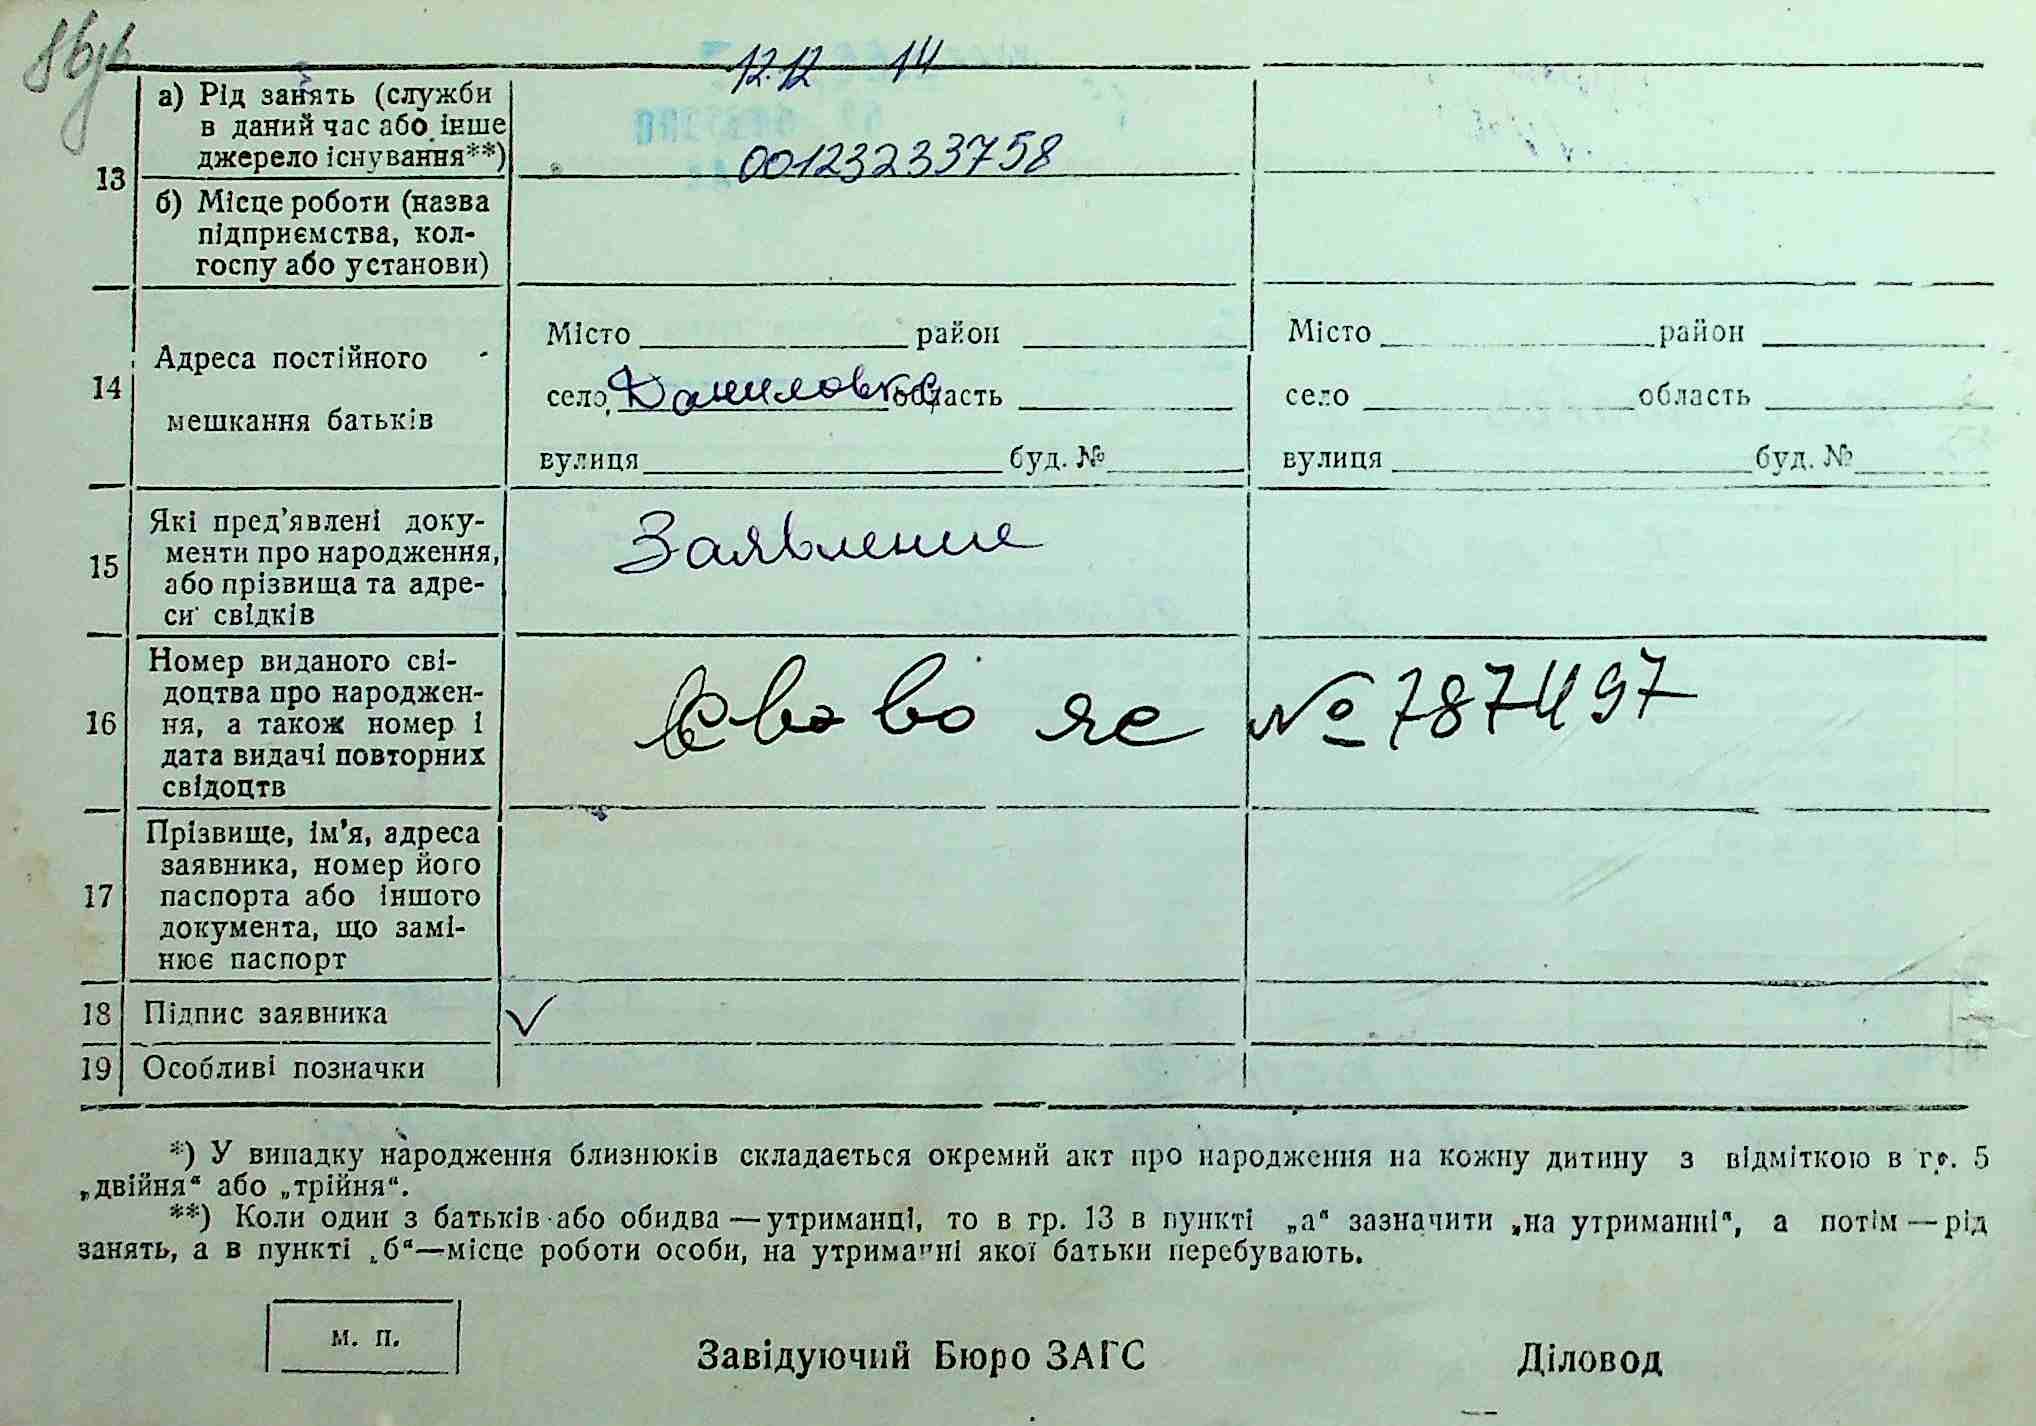 12.12 14
а) Рід занять (служби
в даний час або інше
джерело існування**)
00123233758
13
б) Місце роботи (назва
підприємства, кол-
госпу або установи)
14
Адреса постійного
мешкання батьків
Місто район
село Даниловка область
вулиця буд. №
Місто район
село область
вулиця буд. №
15
Які пред'явлені доку-
менти про народження,
або прізвища та адре-
си свідків
Заявление
16
Номер виданого сві-
доцтва про народжен-
ня, а також номер і
дата видачі повторних
свідоцтв
№ 787497
17
Прізвище, ім'я, адреса
заявника, номер його
паспорта або іншого
документа, що замі-
нює паспорт
18 Підпис заявника
19 Особливі позначки
*) У випадку народження близнюків складається окремий акт про народження на кожну дитину з відміткою в гр. 5
„двійня“ або „трійня“.
**) Коли один з батьків або обидва — утриманці, то в гр. 13 в пункті „а“ зазначити „на утриманні“, а потім — рід
занять, а в пункті „б“—місце роботи особи, на утриманні якої батьки перебувають.
м. п.
Завідуючий Бюро ЗАГС
Діловод